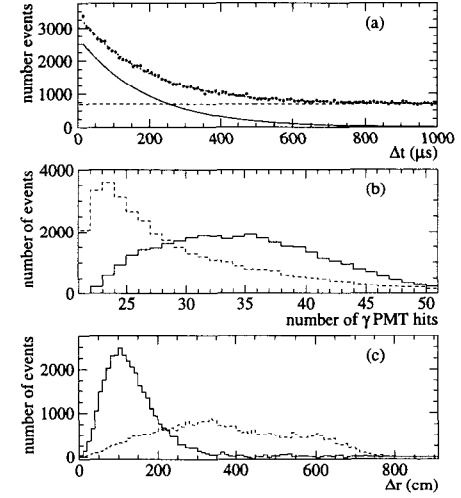 (a)
number events
3000
2000
1000
0
0 200 400 600 800 1000
Δt (μs)
(b)
number of events
4000
2000
0
25 30 35 40 45 50
number of γ PMT hits
(c)
number of events
2000
1000
0
0 200 400 600 800
Δr (cm)